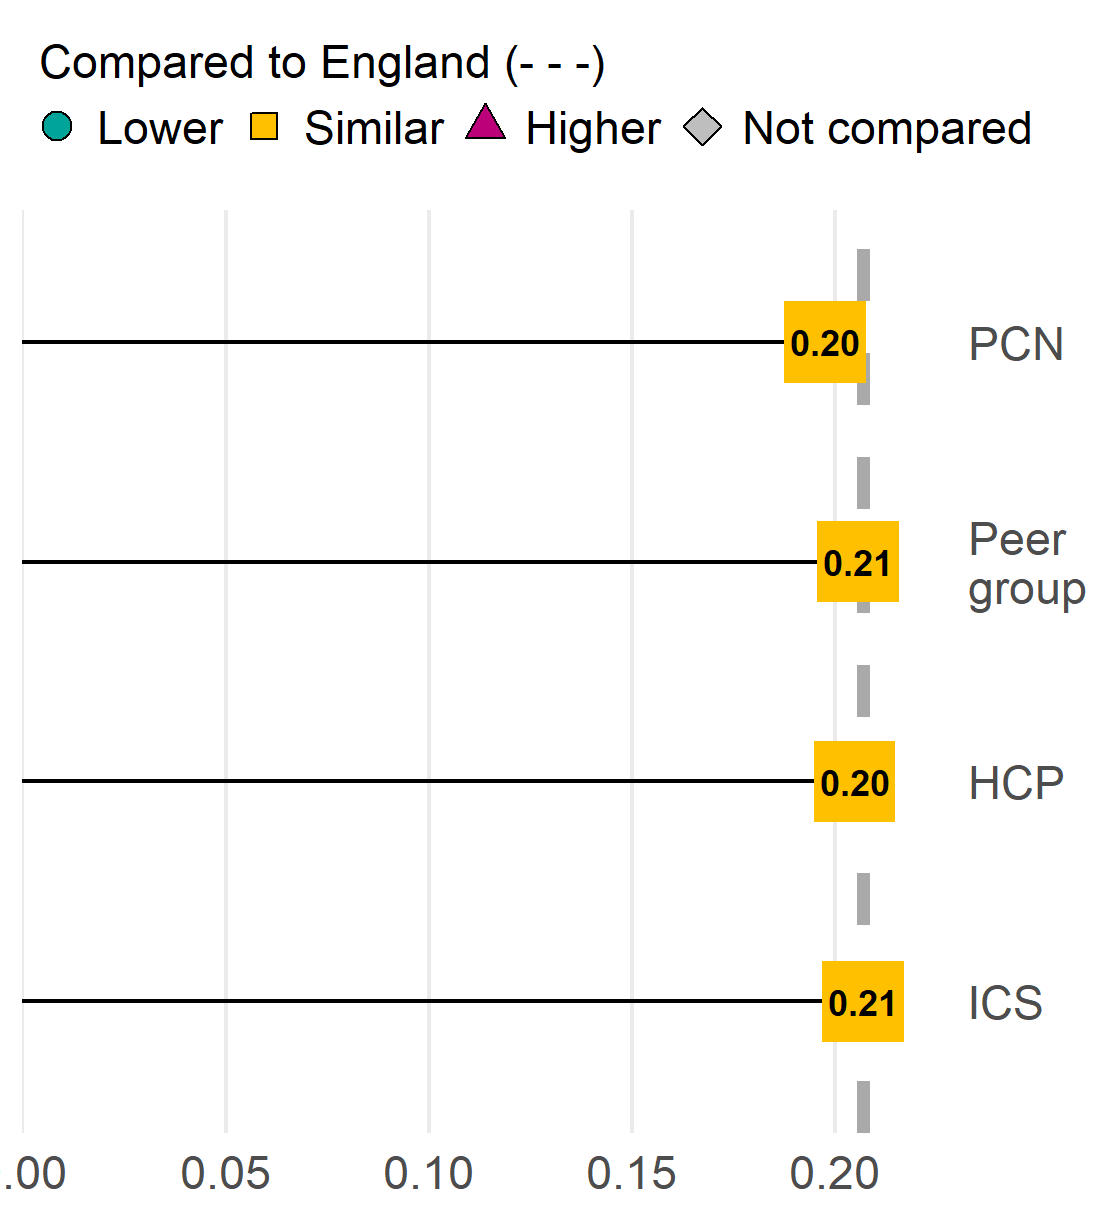 Compared to England (- - -)
Lower Similar Higher Not compared
0.20 PCN
0.21 Peer
group
0.20 HCP
0.21 ICS
.00 0.05 0.10 0.15 0.20